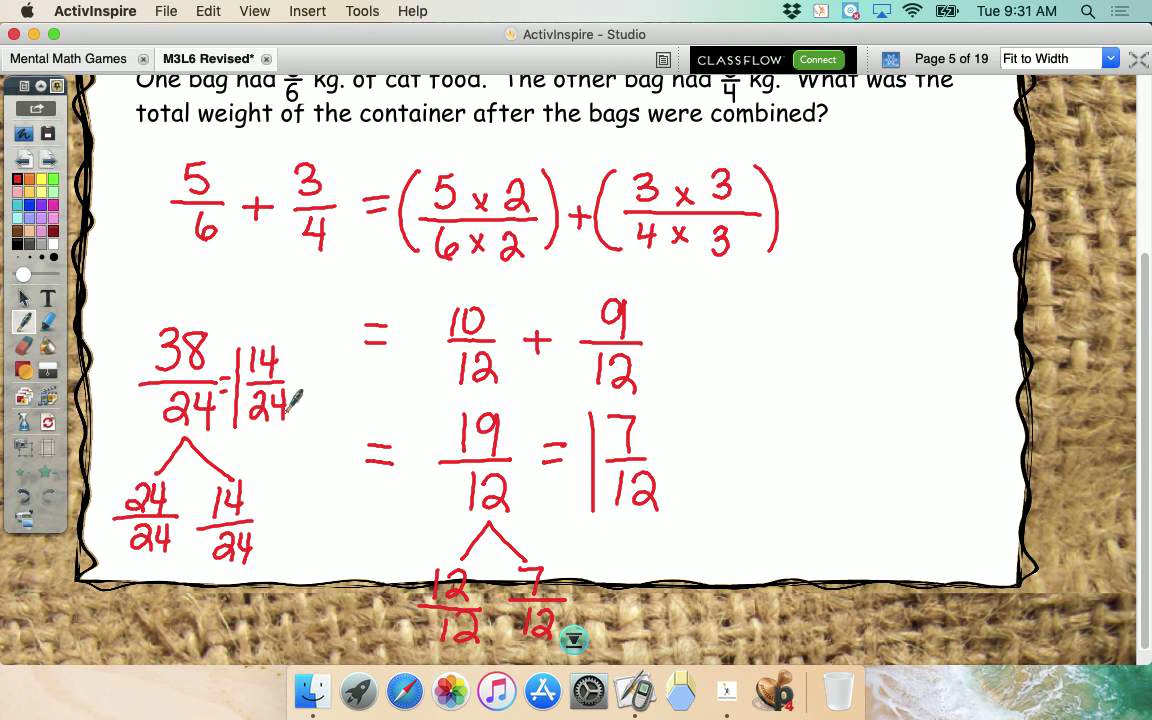 ActivInspire File Edit View Insert Tools Help Tue 9:31 AM
ActivInspire - Studio
Mental Math Games M3L6 Revised* CLASSFLOW Connect Page 5 of 19 Fit to Width
One bag had 5/6 kg. of cat food. The other bag had 3/4 kg. What was the
total weight of the container after the bags were combined?
5/6 + 3/4 = (5 x 2 / 6 x 2) + (3 x 3 / 4 x 3)
= 10/12 + 9/12
38/24 = 1 14/24
= 19/12 = 1 7/12
24/24 14/24
12/12 7/12